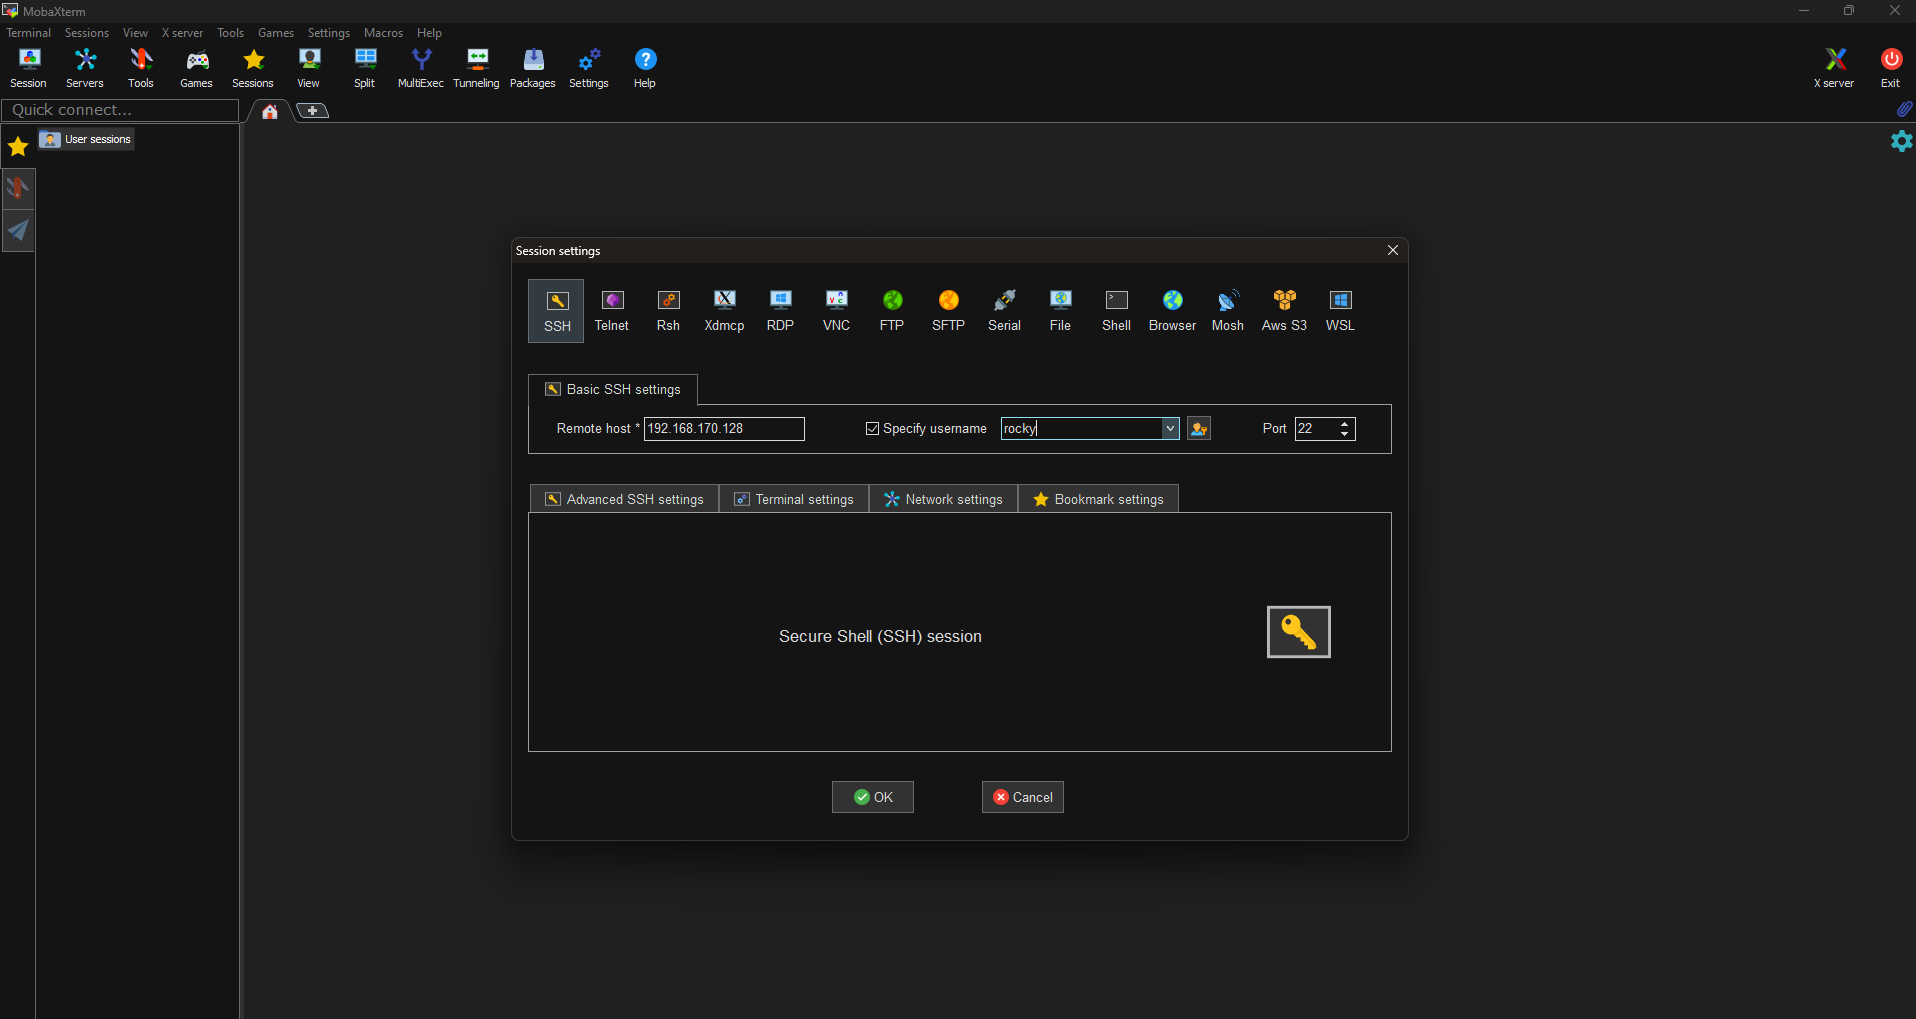 MobaXterm
Terminal Sessions View X server Tools Games Settings Macros Help
Session Servers Tools Games Sessions View Split MultiExec Tunneling Packages Settings Help X server Exit
Quick connect...
User sessions
Session settings
SSH Telnet Rsh Xdmcp RDP VNC FTP SFTP Serial File Shell Browser Mosh Aws S3 WSL
Basic SSH settings
Remote host * 192.168.170.128 Specify username rocky Port 22
Advanced SSH settings Terminal settings Network settings Bookmark settings
Secure Shell (SSH) session
OK Cancel